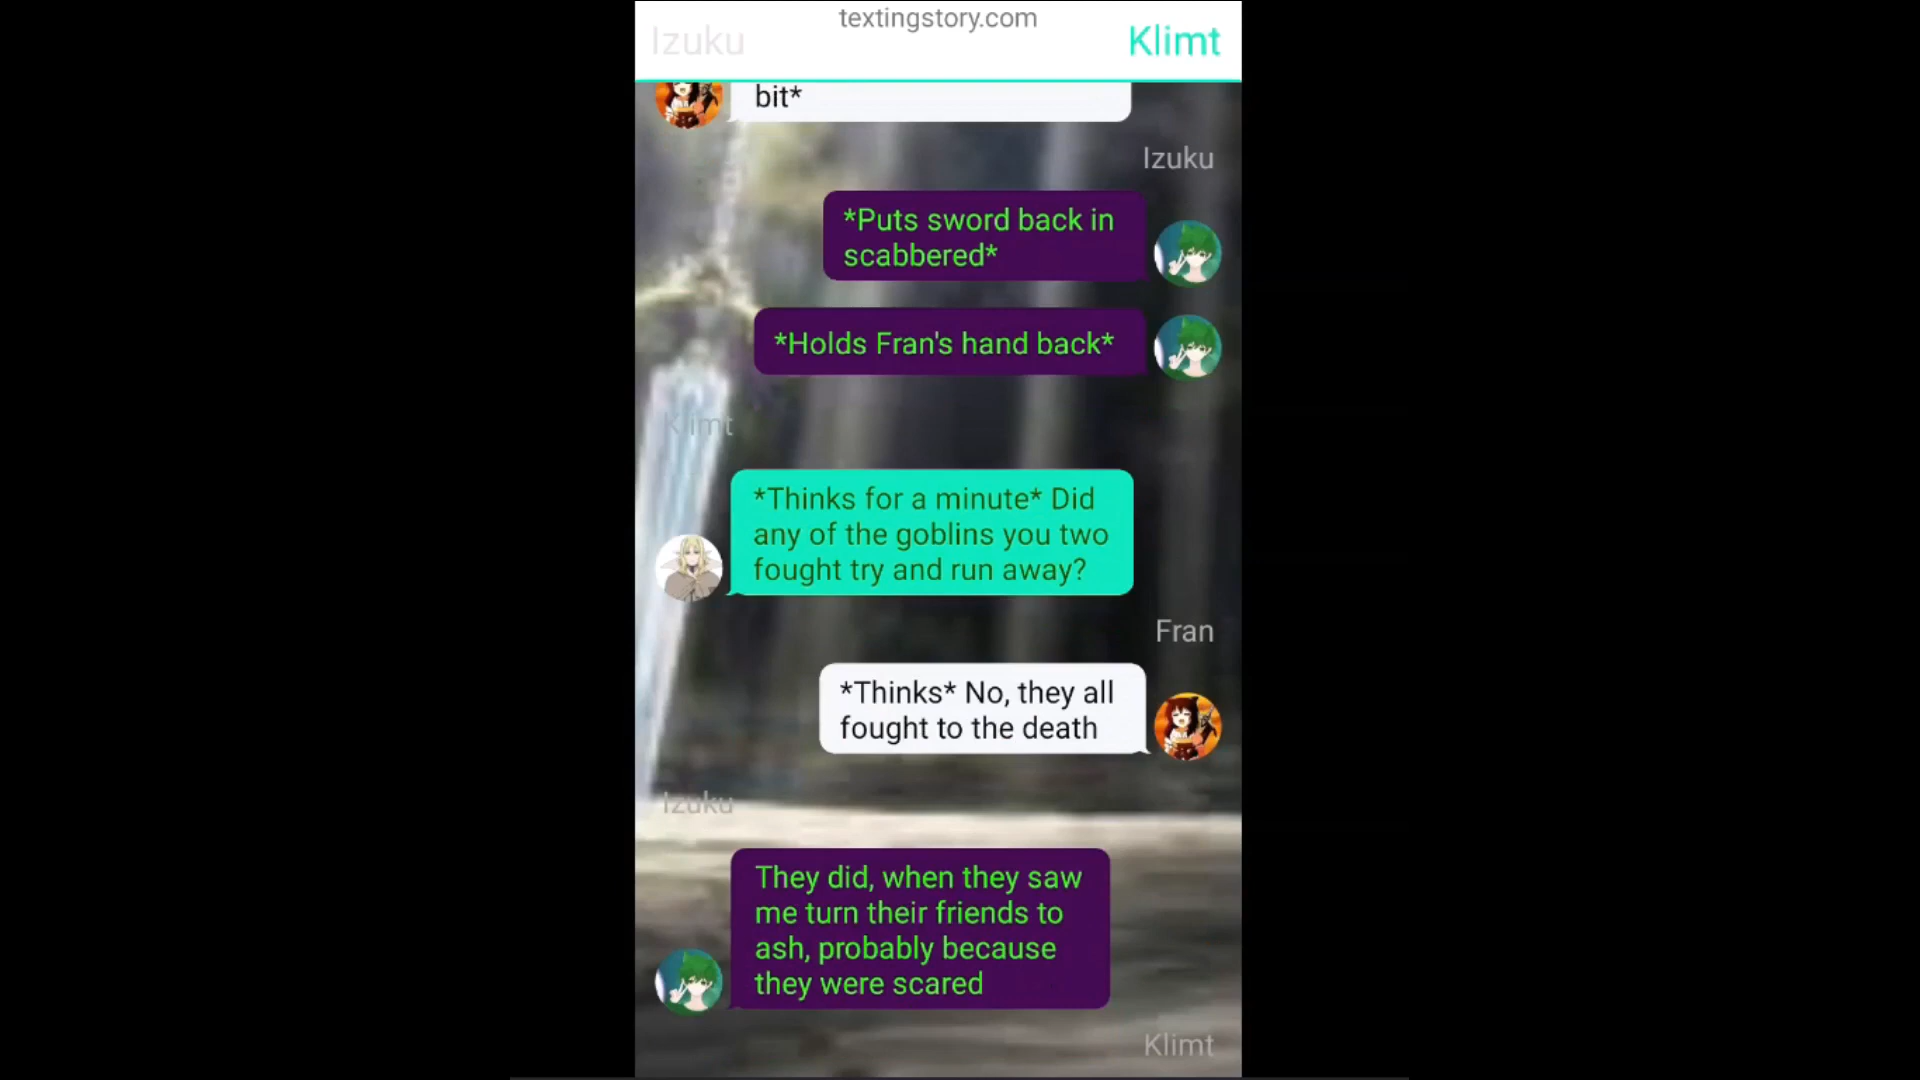 textingstory.com
Izuku
Klimt
bit*
Izuku
*Puts sword back in
scabbered*
*Holds Fran's hand back*
Klimt
*Thinks for a minute* Did
any of the goblins you two
fought try and run away?
Fran
*Thinks* No, they all
fought to the death
Izuku
They did, when they saw
me turn their friends to
ash, probably because
they were scared
Klimt